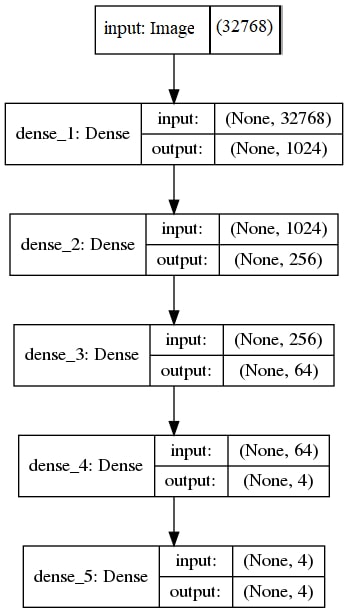 input: Image (32768)
dense_1: Dense input: (None, 32768)
output: (None, 1024)
dense_2: Dense input: (None, 1024)
output: (None, 256)
dense_3: Dense input: (None, 256)
output: (None, 64)
dense_4: Dense input: (None, 64)
output: (None, 4)
dense_5: Dense input: (None, 4)
output: (None, 4)